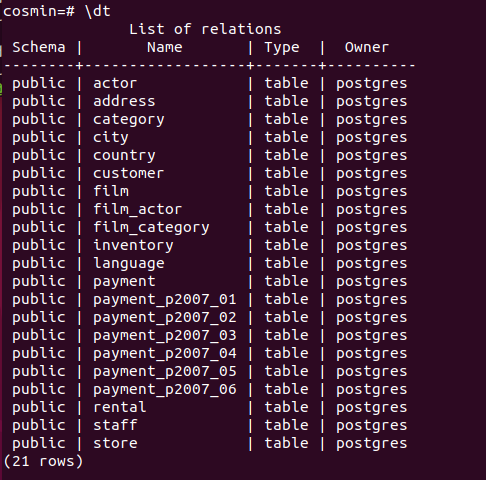 cosmin=# \dt
              List of relations
 Schema |       Name       | Type  |  Owner
--------+------------------+-------+----------
 public | actor            | table | postgres
 public | address          | table | postgres
 public | category         | table | postgres
 public | city             | table | postgres
 public | country          | table | postgres
 public | customer         | table | postgres
 public | film             | table | postgres
 public | film_actor       | table | postgres
 public | film_category    | table | postgres
 public | inventory        | table | postgres
 public | language         | table | postgres
 public | payment          | table | postgres
 public | payment_p2007_01 | table | postgres
 public | payment_p2007_02 | table | postgres
 public | payment_p2007_03 | table | postgres
 public | payment_p2007_04 | table | postgres
 public | payment_p2007_05 | table | postgres
 public | payment_p2007_06 | table | postgres
 public | rental           | table | postgres
 public | staff            | table | postgres
 public | store            | table | postgres
(21 rows)